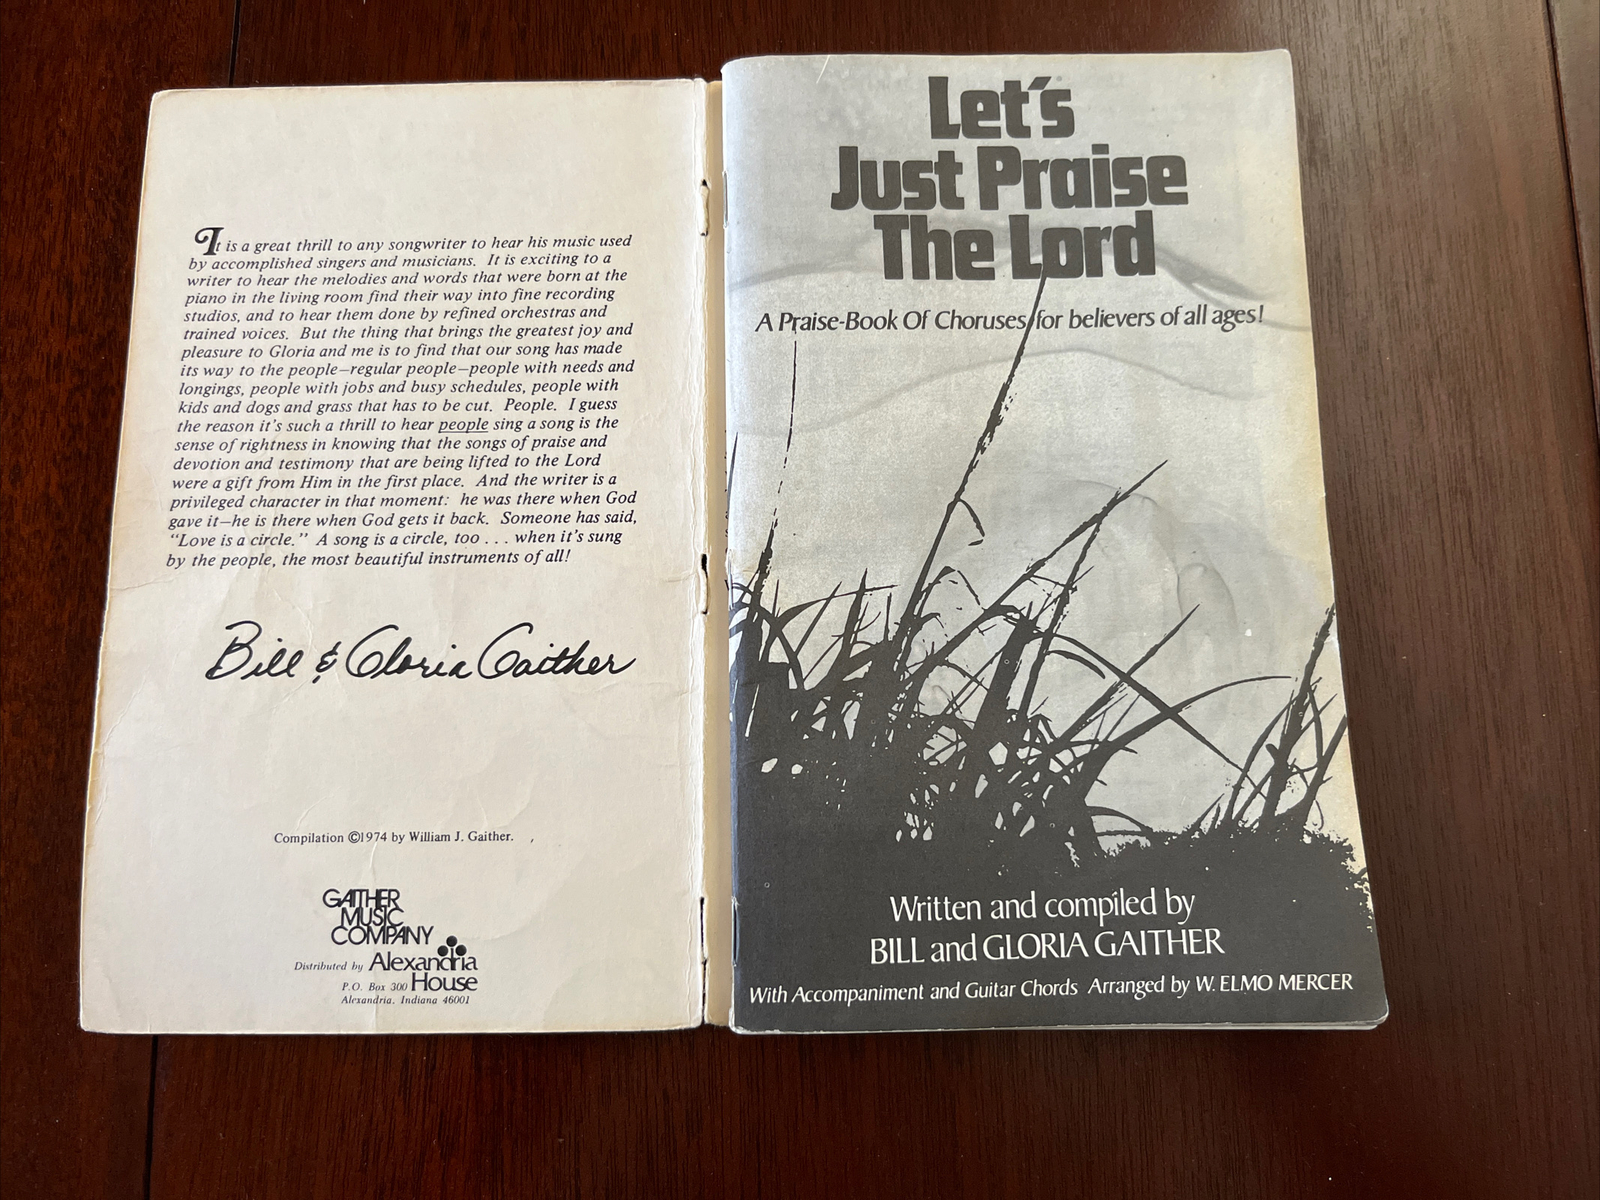 It is a great thrill to any songwriter to hear his music used
by accomplished singers and musicians. It is exciting to a
writer to hear the melodies and words that were born at the
piano in the living room find their way into fine recording
studios, and to hear them done by refined orchestras and
trained voices. But the thing that brings the greatest joy and
pleasure to Gloria and me is to find that our song has made
its way to the people—regular people—people with needs and
longings, people with jobs and busy schedules, people with
kids and dogs and grass that has to be cut. People. I guess
the reason it's such a thrill to hear people sing a song is the
sense of rightness in knowing that the songs of praise and
devotion and testimony that are being lifted to the Lord
were a gift from Him in the first place. And the writer is a
privileged character in that moment: he was there when God
gave it—he is there when God gets it back. Someone has said,
“Love is a circle.” A song is a circle, too . . . when it's sung
by the people, the most beautiful instruments of all!
Bill & Gloria Gaither
Compilation ©1974 by William J. Gaither.
GAITHER
MUSIC
COMPANY
Distributed by Alexandria
P.O. Box 300 House
Alexandria, Indiana 46001
Let's
Just Praise
The Lord
A Praise-Book Of Choruses for believers of all ages!
Written and compiled by
BILL and GLORIA GAITHER
With Accompaniment and Guitar Chords Arranged by W. ELMO MERCER